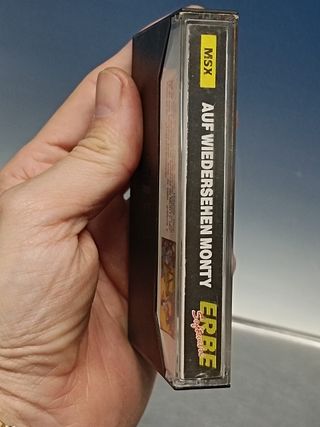 MSX
AUF WIEDERSEHEN MONTY
ERBE
Software